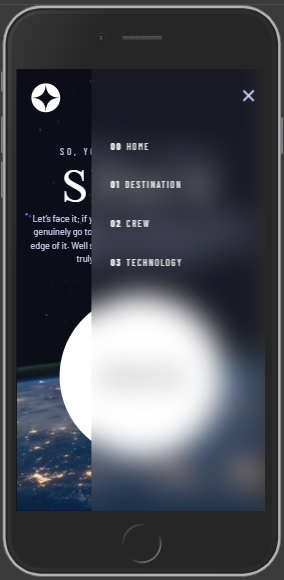 00 HOME
SO, Y
01 DESTINATION
S
Let's face it; if y
genuinely go to
02 CREW
edge of it. Well s
truly
03 TECHNOLOGY